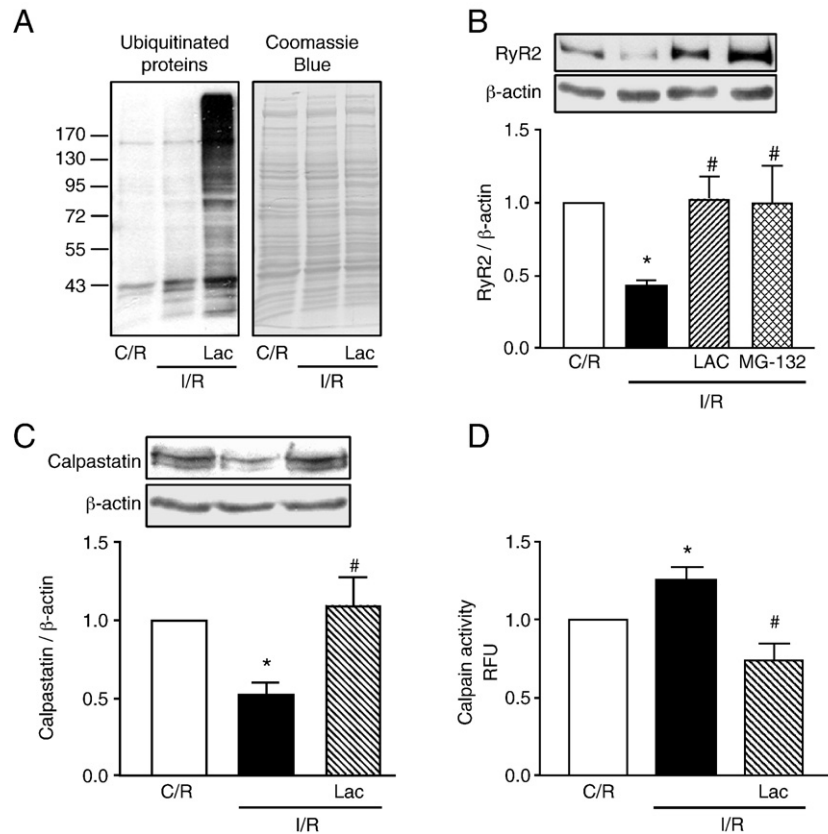 A
Ubiquitinated
proteins
Coomassie
Blue
170
130
95
72
55
43
C/R
Lac
I/R
C/R
Lac
I/R
B
RyR2
β-actin
RyR2 / β-actin
1.5
1.0
0.5
0.0
*
#
#
C/R
LAC
MG-132
I/R
C
Calpastatin
β-actin
Calpastatin / β-actin
1.5
1.0
0.5
0.0
*
#
C/R
Lac
I/R
D
Calpain activity
RFU
1.5
1.0
0.5
0.0
*
#
C/R
Lac
I/R